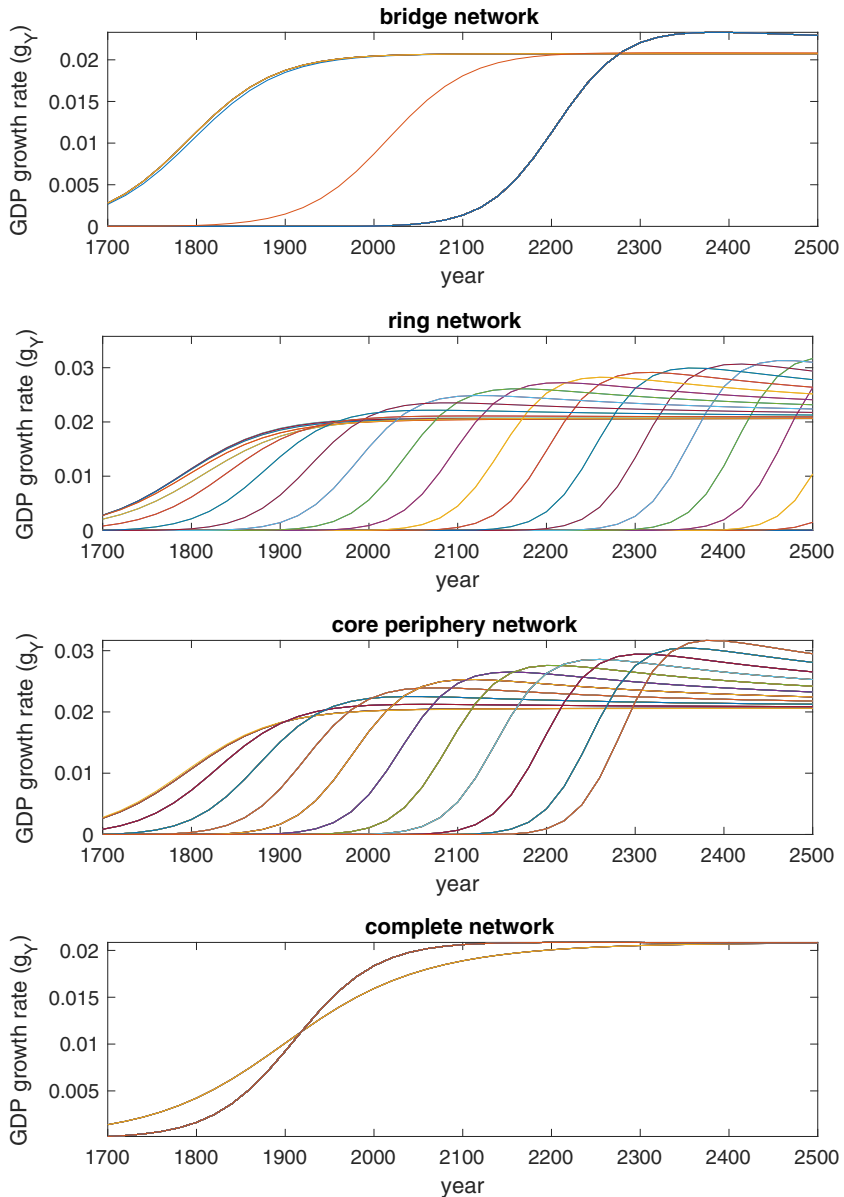 bridge network
GDP growth rate (gY)
0.02
0.015
0.01
0.005
0
1700 1800 1900 2000 2100 2200 2300 2400 2500
year
ring network
GDP growth rate (gY)
0.03
0.02
0.01
0
1700 1800 1900 2000 2100 2200 2300 2400 2500
year
core periphery network
GDP growth rate (gY)
0.03
0.02
0.01
0
1700 1800 1900 2000 2100 2200 2300 2400 2500
year
complete network
GDP growth rate (gY)
0.02
0.015
0.01
0.005
1700 1800 1900 2000 2100 2200 2300 2400 2500
year